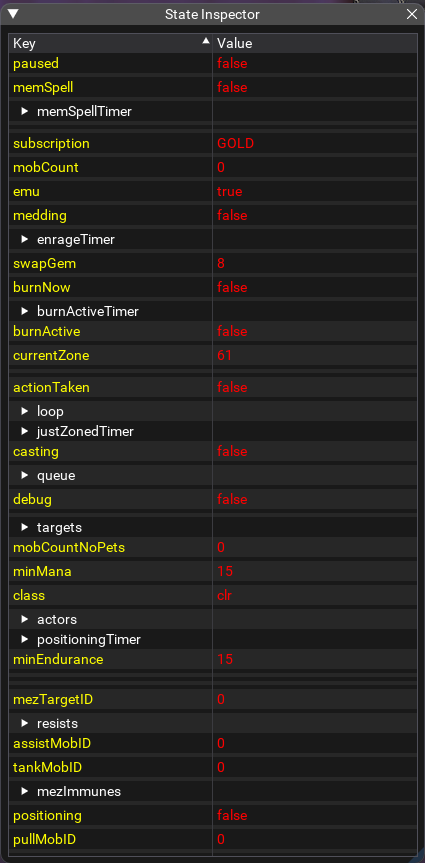 State Inspector
Key Value
paused false
memSpell false
memSpellTimer
subscription GOLD
mobCount 0
emu true
medding false
enrageTimer
swapGem 8
burnNow false
burnActiveTimer
burnActive false
currentZone 61
actionTaken false
loop
justZonedTimer
casting false
queue
debug false
targets
mobCountNoPets 0
minMana 15
class clr
actors
positioningTimer
minEndurance 15
mezTargetID 0
resists
assistMobID 0
tankMobID 0
mezImmunes
positioning false
pullMobID 0